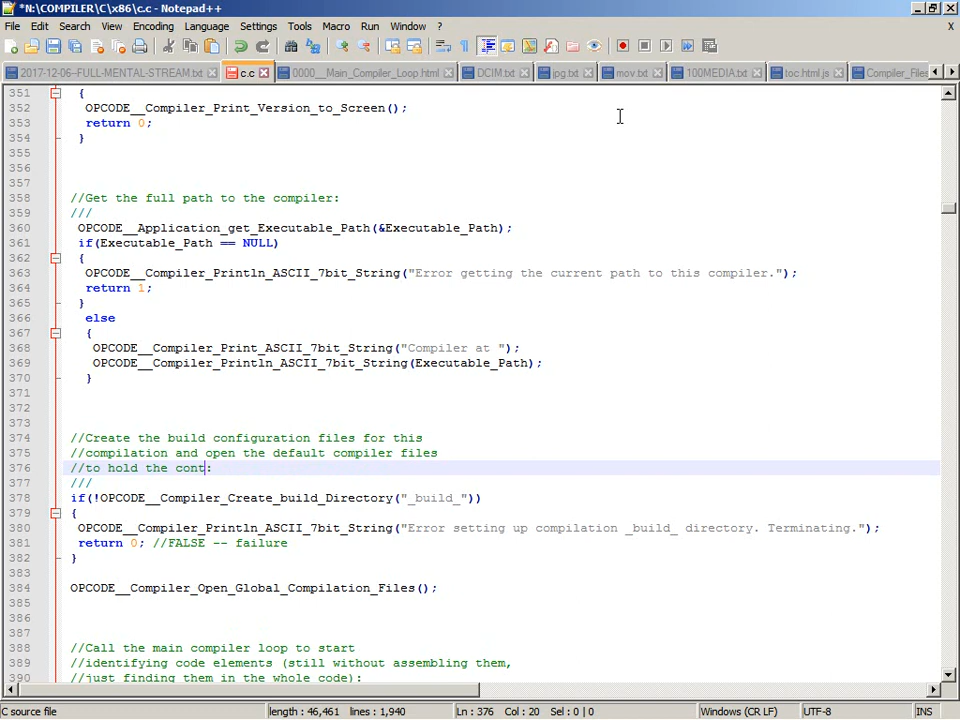 *N:\COMPILER\C\x86\c.c - Notepad++
File Edit Search View Encoding Language Settings Tools Macro Run Window ? X
2017-12-06-FULL-MENTAL-STREAM.txt c.c 0000__Main_Compiler_Loop.html DCIM.txt jpg.txt mov.txt 100MEDIA.txt toc.html.js Compiler_Files
351 {
352 OPCODE__Compiler_Print_Version_to_Screen();
353 return 0;
354 }
355
356
357
358 //Get the full path to the compiler:
359 ///
360 OPCODE__Application_get_Executable_Path(&Executable_Path);
361 if(Executable_Path == NULL)
362 {
363 OPCODE__Compiler_Println_ASCII_7bit_String("Error getting the current path to this compiler.");
364 return 1;
365 }
366 else
367 {
368 OPCODE__Compiler_Print_ASCII_7bit_String("Compiler at ");
369 OPCODE__Compiler_Println_ASCII_7bit_String(Executable_Path);
370 }
371
372
373
374 //Create the build configuration files for this
375 //compilation and open the default compiler files
376 //to hold the cont:
377 ///
378 if(!OPCODE__Compiler_Create_build_Directory("_build_"))
379 {
380 OPCODE__Compiler_Println_ASCII_7bit_String("Error setting up compilation _build_ directory. Terminating.");
381 return 0; //FALSE -- failure
382 }
383
384 OPCODE__Compiler_Open_Global_Compilation_Files();
385
386
387
388 //Call the main compiler loop to start
389 //identifying code elements (still without assembling them,
390 //just finding them in the whole code):
C source file length : 46,461 lines : 1,940 Ln : 376 Col : 20 Sel : 0 | 0 Windows (CR LF) UTF-8 INS